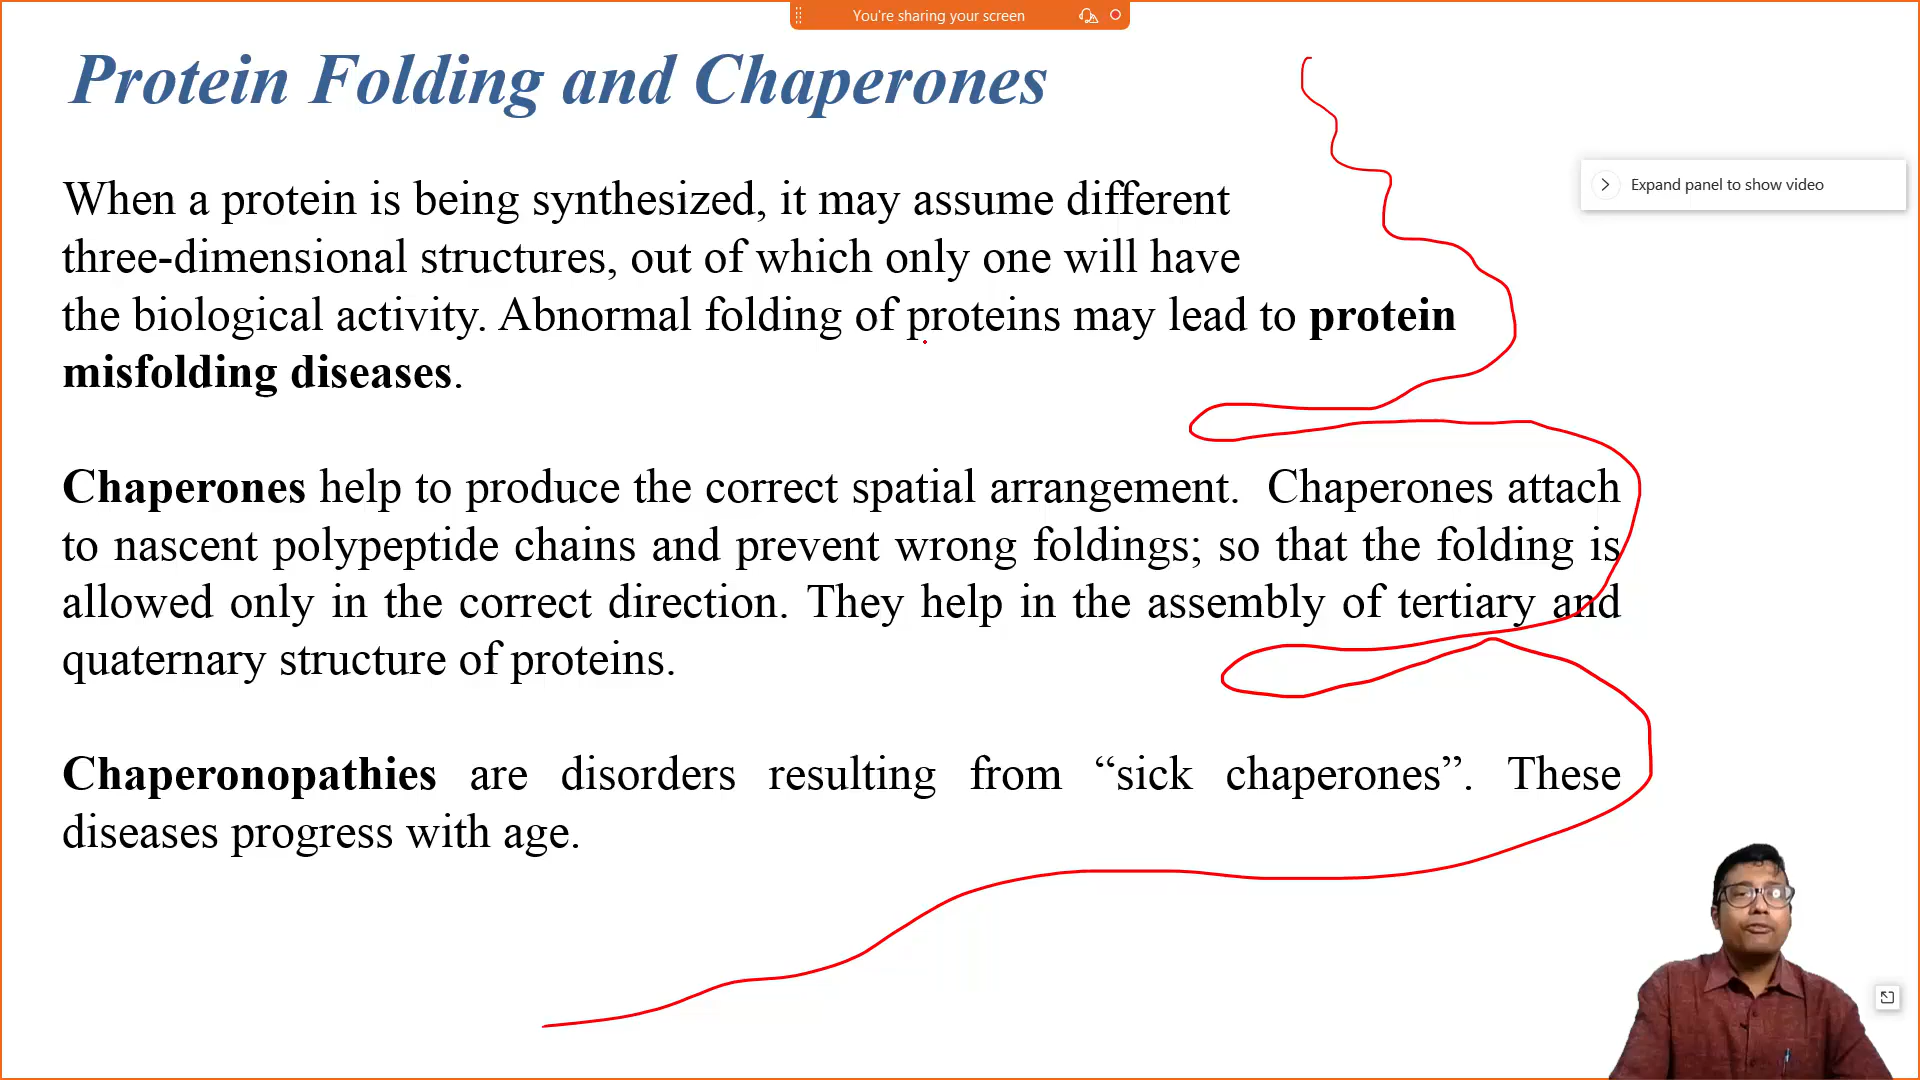 You're sharing your screen
Protein Folding and Chaperones
Expand panel to show video
When a protein is being synthesized, it may assume different
three-dimensional structures, out of which only one will have
the biological activity. Abnormal folding of proteins may lead to protein
misfolding diseases.
Chaperones help to produce the correct spatial arrangement. Chaperones attach
to nascent polypeptide chains and prevent wrong foldings; so that the folding is
allowed only in the correct direction. They help in the assembly of tertiary and
quaternary structure of proteins.
Chaperonopathies are disorders resulting from “sick chaperones”. These
diseases progress with age.